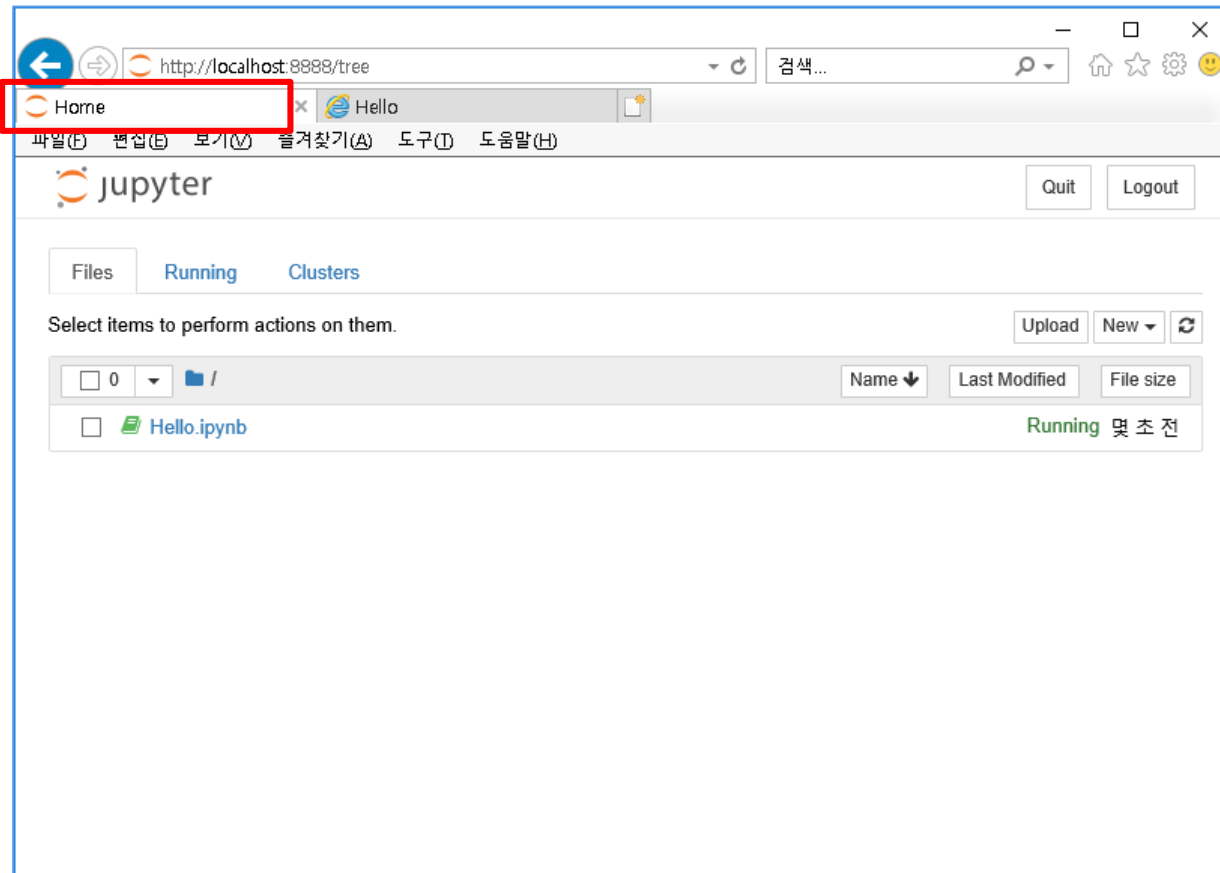 http://localhost:8888/tree 검색...
Home Hello
파일(F) 편집(E) 보기(V) 즐겨찾기(A) 도구(T) 도움말(H)
jupyter Quit Logout
Files Running Clusters
Select items to perform actions on them. Upload New
0 / Name Last Modified File size
Hello.ipynb Running 몇 초 전